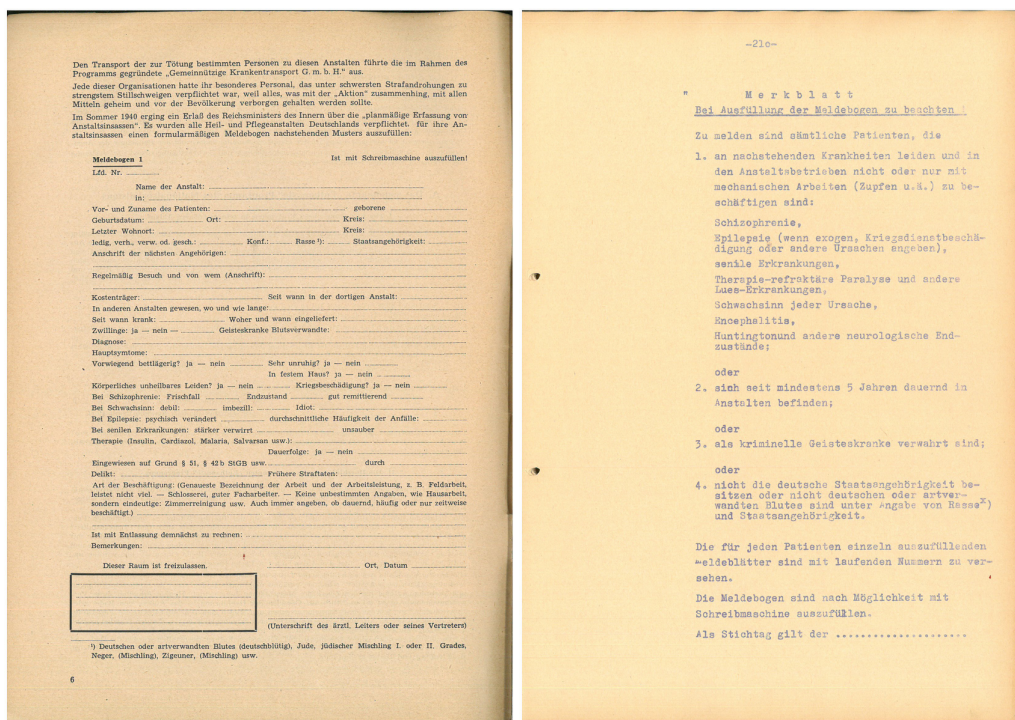 Den Transport der zur Tötung bestimmten Personen zu diesen Anstalten führte die im Rahmen des
Programms gegründete „Gemeinnützige Krankentransport G. m. b. H.“ aus.
Jede dieser Organisationen hatte ihr besonderes Personal, das unter schwersten Strafandrohungen zu
strengstem Stillschweigen verpflichtet war, weil alles, was mit der „Aktion“ zusammenhing, mit allen
Mitteln geheim und vor der Bevölkerung verborgen gehalten werden sollte.
Im Sommer 1940 erging ein Erlaß des Reichsministers des Innern über die „planmäßige Erfassung von
Anstaltsinsassen“. Es wurden alle Heil- und Pflegeanstalten Deutschlands verpflichtet, für ihre An-
staltsinsassen einen formularmäßigen Meldebogen nachstehenden Musters auszufüllen:
Meldebogen 1 Ist mit Schreibmaschine auszufüllen!
Lfd. Nr.
Name der Anstalt:
in:
Vor- und Zuname des Patienten: geborene
Geburtsdatum: Ort: Kreis:
Letzter Wohnort: Kreis:
ledig, verh., verw. od. gesch.: Konf.: Rasse ¹): Staatsangehörigkeit:
Anschrift der nächsten Angehörigen:
Regelmäßig Besuch und von wem (Anschrift):
Kostenträger: Seit wann in der dortigen Anstalt:
In anderen Anstalten gewesen, wo und wie lange:
Seit wann krank: Woher und wann eingeliefert:
Zwillinge: ja — nein — Geisteskranke Blutsverwandte:
Diagnose:
Hauptsymtome:
Vorwiegend bettlägerig? ja — nein Sehr unruhig? ja — nein
In festem Haus? ja — nein
Körperliches unheilbares Leiden? ja — nein Kriegsbeschädigung? ja — nein
Bei Schizophrenie: Frischfall Endzustand gut remittierend
Bei Schwachsinn: debil: imbezill: Idiot:
Bei Epilepsie: psychisch verändert durchschnittliche Häufigkeit der Anfälle:
Bei senilen Erkrankungen: stärker verwirrt unsauber
Therapie (Insulin, Cardiazol, Malaria, Salvarsan usw.):
Dauerfolge: ja — nein
Eingewiesen auf Grund § 51, § 42 b StGB usw. durch
Delikt: Frühere Straftaten:
Art der Beschäftigung: (Genaueste Bezeichnung der Arbeit und der Arbeitsleistung, z. B. Feldarbeit,
leistet nicht viel. — Schlosserei, guter Facharbeiter. — Keine unbestimmten Angaben, wie Hausarbeit,
sondern eindeutige: Zimmerreinigung usw. Auch immer angeben, ob dauernd, häufig oder nur zeitweise
beschäftigt.)
Ist mit Entlassung demnächst zu rechnen:
Bemerkungen:
Dieser Raum ist freizulassen. Ort, Datum
(Unterschrift des ärztl. Leiters oder seines Vertreters)
¹) Deutschen oder artverwandten Blutes (deutschblütig), Jude, jüdischer Mischling I. oder II. Grades,
Neger, (Mischling), Zigeuner, (Mischling) usw.
6
-21c-
" Merkblatt
Bei Ausfüllung der Meldebogen zu beachten
Zu melden sind sämtliche Patienten, die
1. an nachstehenden Krankheiten leiden und in
den Anstaltsbetrieben nicht oder nur mit
mechanischen Arbeiten (Zupfen u.ä.) zu be-
schäftigen sind:
Schizophrenie,
Epilepsie (wenn exogen, Kriegsdienstbeschä-
digung oder andere Ursachen angeben),
senile Erkrankungen,
Therapie-refraktäre Paralyse und andere
Lues-Erkrankungen,
Schwachsinn jeder Ursache,
Encephalitis,
Huntingtonund andere neurologische End-
zustände;
oder
2. sich seit mindestens 5 Jahren dauernd in
Anstalten befinden;
oder
3. als kriminelle Geisteskranke verwahrt sind;
oder
4. nicht die deutsche Staatsangehörigkeit be-
sitzen oder nicht deutschen oder artver-
wandten Blutes sind unter Angabe von Rasse x)
und Staatsangehörigkeit.
Die für jeden Patienten einzeln auszufüllenden
Meldeblätter sind mit laufenden Nummern zu ver-
sehen.
Die Meldebogen sind nach Möglichkeit mit
Schreibmaschine auszufüllen.
Als Stichtag gilt der ....................